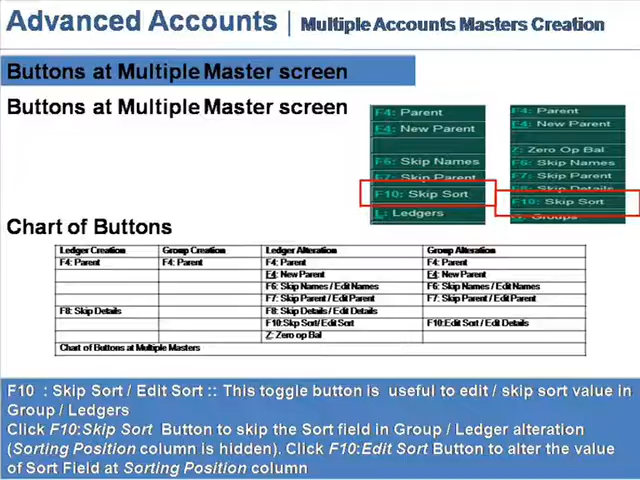 Advanced Accounts | Multiple Accounts Masters Creation
Buttons at Multiple Master screen
Buttons at Multiple Master screen
F4: Parent
F4: New Parent
F6: Skip Names
F7: Skip Parent
F10: Skip Sort
L: Ledgers
F4: Parent
F4: New Parent
Z: Zero Op Bal
F6: Skip Names
F7: Skip Parent
F8: Skip Details
F10: Skip Sort
G: Groups
Chart of Buttons
Ledger Creation Group Creation Ledger Alteration Group Alteration
F4: Parent F4: Parent F4: Parent F4: Parent
F4: New Parent F4: New Parent
F6: Skip Names / Edit Names F6: Skip Names / Edit Names
F7: Skip Parent / Edit Parent F7: Skip Parent / Edit Parent
F8: Skip Details F8: Skip Details / Edit Details
F10:Skp Sort/ Edit Sort F10:Edit Sort / Edit Details
Z: Zero op Bal
Chart of Buttons at Multiple Masters
F10 : Skip Sort / Edit Sort :: This toggle button is useful to edit / skip sort value in
Group / Ledgers
Click F10:Skip Sort Button to skip the Sort field in Group / Ledger alteration
(Sorting Position column is hidden). Click F10:Edit Sort Button to alter the value
of Sort Field at Sorting Position column